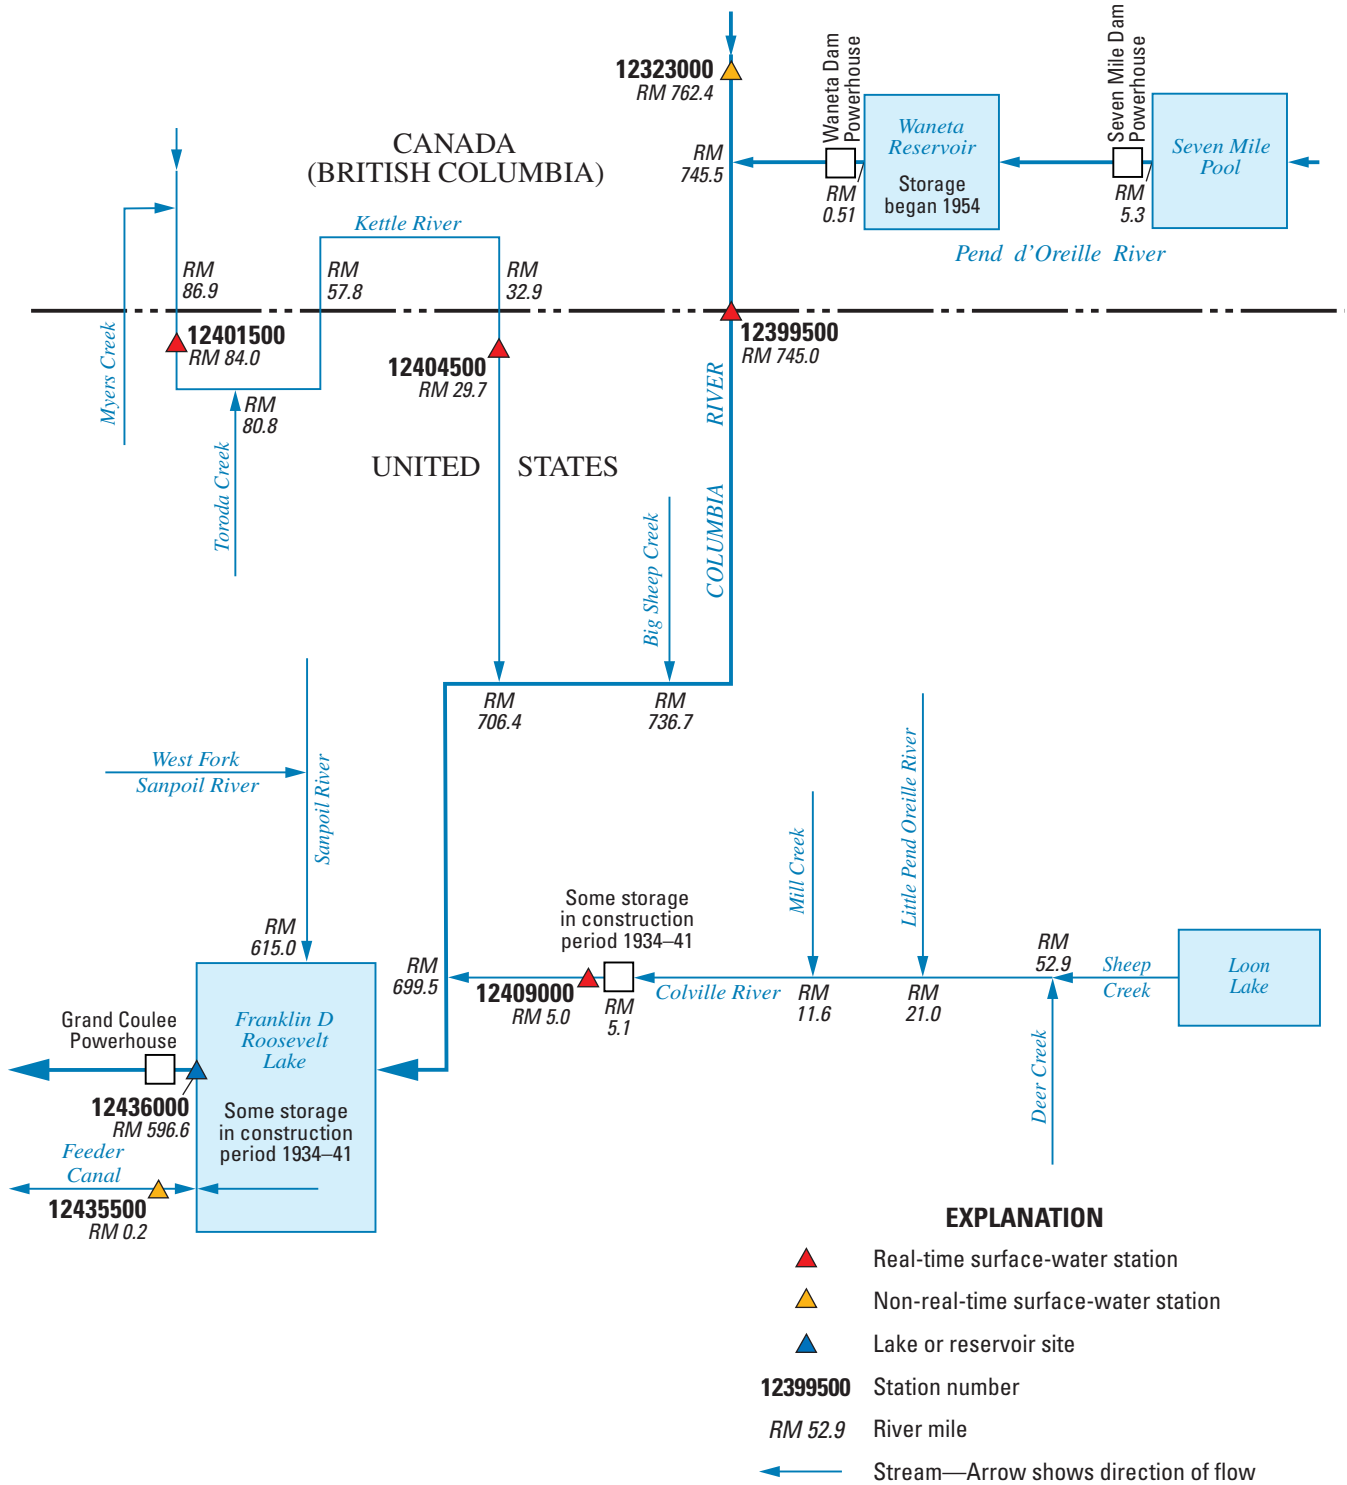 12323000
RM 762.4
Waneta Dam
Powerhouse
Seven Mile Dam
Powerhouse
Waneta
Reservoir
Storage
began 1954
Seven Mile
Pool
CANADA
(BRITISH COLUMBIA)
RM
745.5
RM
0.51
RM
5.3
Pend d'Oreille River
Kettle River
RM
86.9
RM
57.8
RM
32.9
Myers Creek
12401500
RM 84.0
12404500
RM 29.7
12399500
RM 745.0
RM
80.8
Toroda Creek
UNITED STATES
COLUMBIA RIVER
Big Sheep Creek
RM
706.4
RM
736.7
West Fork
Sanpoil River
Sanpoil River
Mill Creek
Little Pend Oreille River
RM
615.0
RM
699.5
Some storage
in construction
period 1934–41
12409000
RM 5.0
RM
5.1
Colville River
RM
11.6
RM
21.0
RM
52.9
Sheep
Creek
Loon
Lake
Deer Creek
Grand Coulee
Powerhouse
Franklin D
Roosevelt
Lake
12436000
RM 596.6
Some storage
in construction
period 1934–41
Feeder
Canal
12435500
RM 0.2
EXPLANATION
Real-time surface-water station
Non-real-time surface-water station
Lake or reservoir site
12399500 Station number
RM 52.9 River mile
Stream—Arrow shows direction of flow